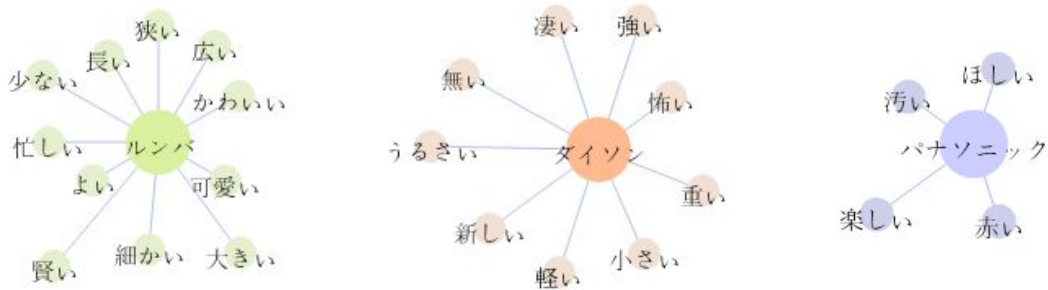 狭い
長い
広い
少ない
かわいい
忙しい
ルンバ
よい
可愛い
賢い
細かい
大きい
凄い
強い
無い
怖い
うるさい
ダイソン
重い
新しい
軽い
小さい
ほしい
汚い
パナソニック
楽しい
赤い